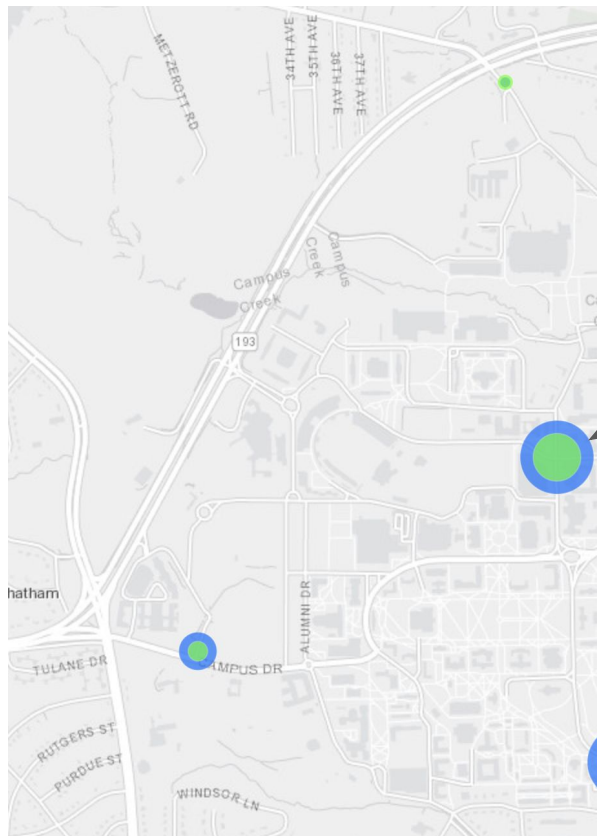 METZEROTT RD
34TH AVE
35TH AVE
36TH AVE
37TH AVE
Campus
Creek
Campus
Creek
193
hatham
ALUMNI DR
CAMPUS DR
TULANE DR
RUTGERS ST
PURDUE ST
WINDSOR LN